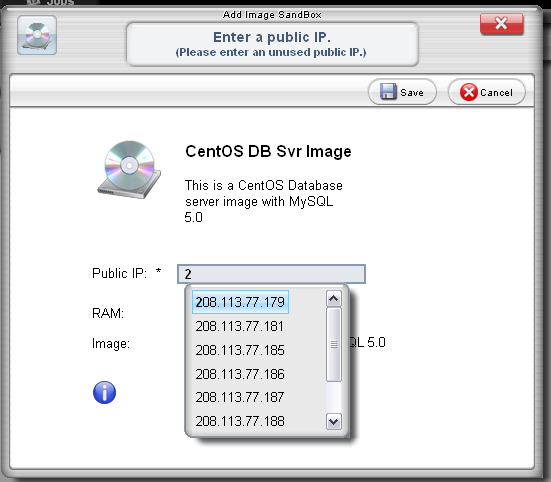 Jobs
Add Image SandBox
Enter a public IP.
(Please enter an unused public IP.)
Save
Cancel
CentOS DB Svr Image
This is a CentOS Database
server image with MySQL
5.0
Public IP: *
2
208.113.77.179
RAM:
208.113.77.181
Image:
208.113.77.185
QL 5.0
208.113.77.186
208.113.77.187
208.113.77.188